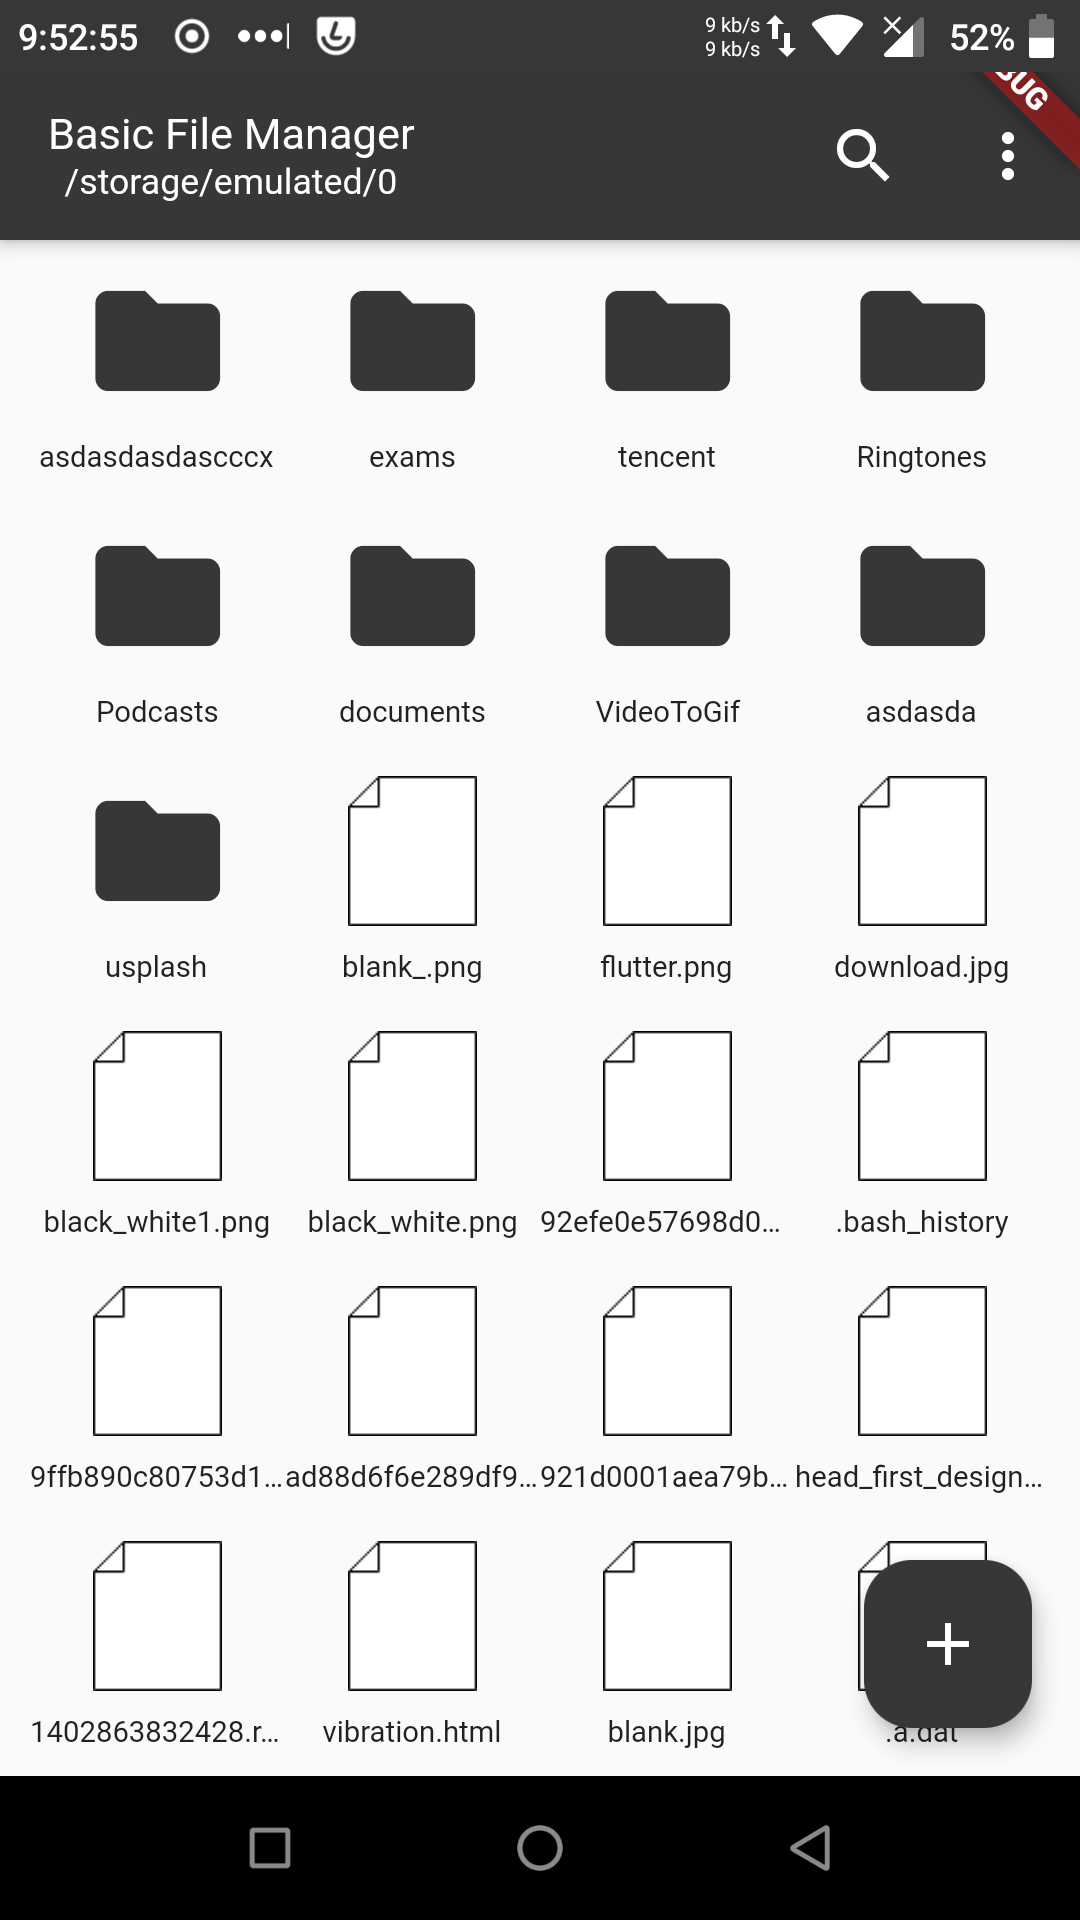 9:52:55
9 kb/s
9 kb/s
52%
Basic File Manager
/storage/emulated/0
asdasdasdascccx exams tencent Ringtones
Podcasts documents VideoToGif asdasda
usplash blank_.png flutter.png download.jpg
black_white1.png black_white.png 92efe0e57698d0... .bash_history
9ffb890c80753d1... ad88d6f6e289df9... 921d0001aea79b... head_first_design...
1402863832428.r... vibration.html blank.jpg .a.dat